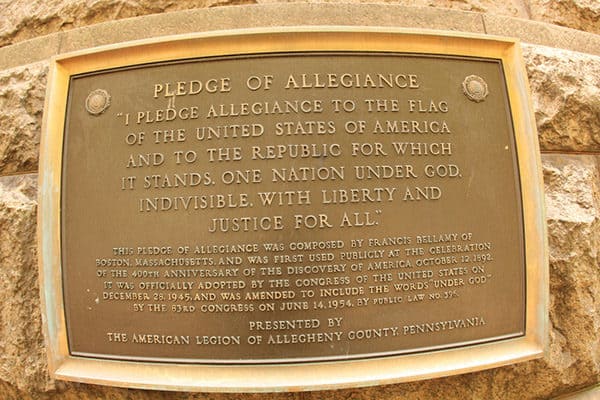 PLEDGE OF ALLEGIANCE
"I PLEDGE ALLEGIANCE TO THE FLAG
OF THE UNITED STATES OF AMERICA
AND TO THE REPUBLIC FOR WHICH
IT STANDS, ONE NATION UNDER GOD,
INDIVISIBLE, WITH LIBERTY AND
JUSTICE FOR ALL."
THIS PLEDGE OF ALLEGIANCE WAS COMPOSED BY FRANCIS BELLAMY OF
BOSTON, MASSACHUSETTS, AND WAS FIRST USED PUBLICLY AT THE CELEBRATION
OF THE 400TH ANNIVERSARY OF THE DISCOVERY OF AMERICA, OCTOBER 12, 1892.
IT WAS OFFICIALLY ADOPTED BY THE CONGRESS OF THE UNITED STATES ON
DECEMBER 28, 1945, AND WAS AMENDED TO INCLUDE THE WORDS "UNDER GOD"
BY THE 83RD CONGRESS ON JUNE 14, 1954, BY PUBLIC LAW NO. 396.
PRESENTED BY
THE AMERICAN LEGION OF ALLEGHENY COUNTY, PENNSYLVANIA